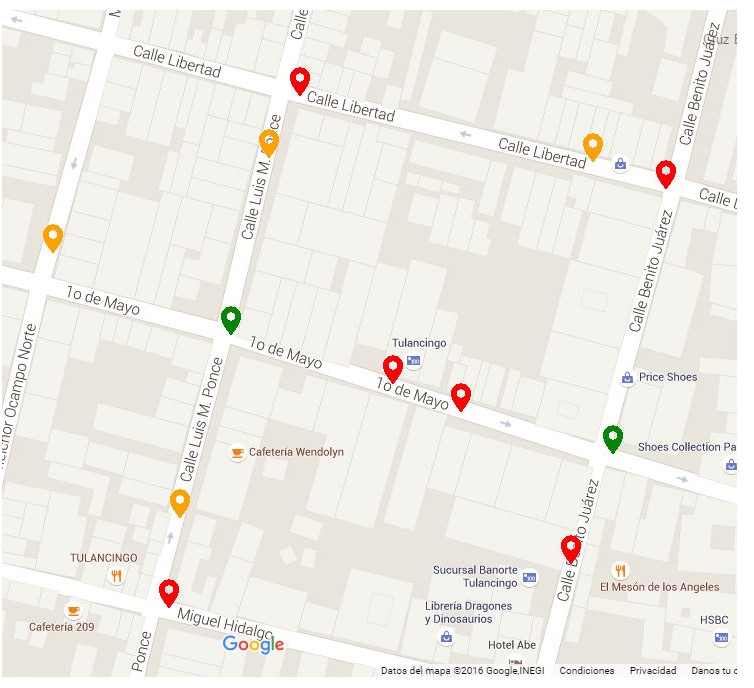 Calle
Calle Libertad
Cruz
Calle Benito Juárez
Calle Libertad
Calle Luis M. Ponce
Calle Libertad
Calle
Calle Benito Juárez
1o de Mayo
1o de Mayo
Tulancingo
1o de Mayo
Price Shoes
Ocampo Norte
Calle Luis M. Ponce
Cafetería Wendolyn
Shoes Collection Pa
Calle Benito Juárez
TULANCINGO
Sucursal Banorte
Tulancingo
El Mesón de los Angeles
Cafetería 209
Miguel Hidalgo
Librería Dragones
y Dinosaurios
HSBC
Google
Hotel Abe
Ponce
Datos del mapa ©2016 Google,INEGI Condiciones Privacidad Danos tu